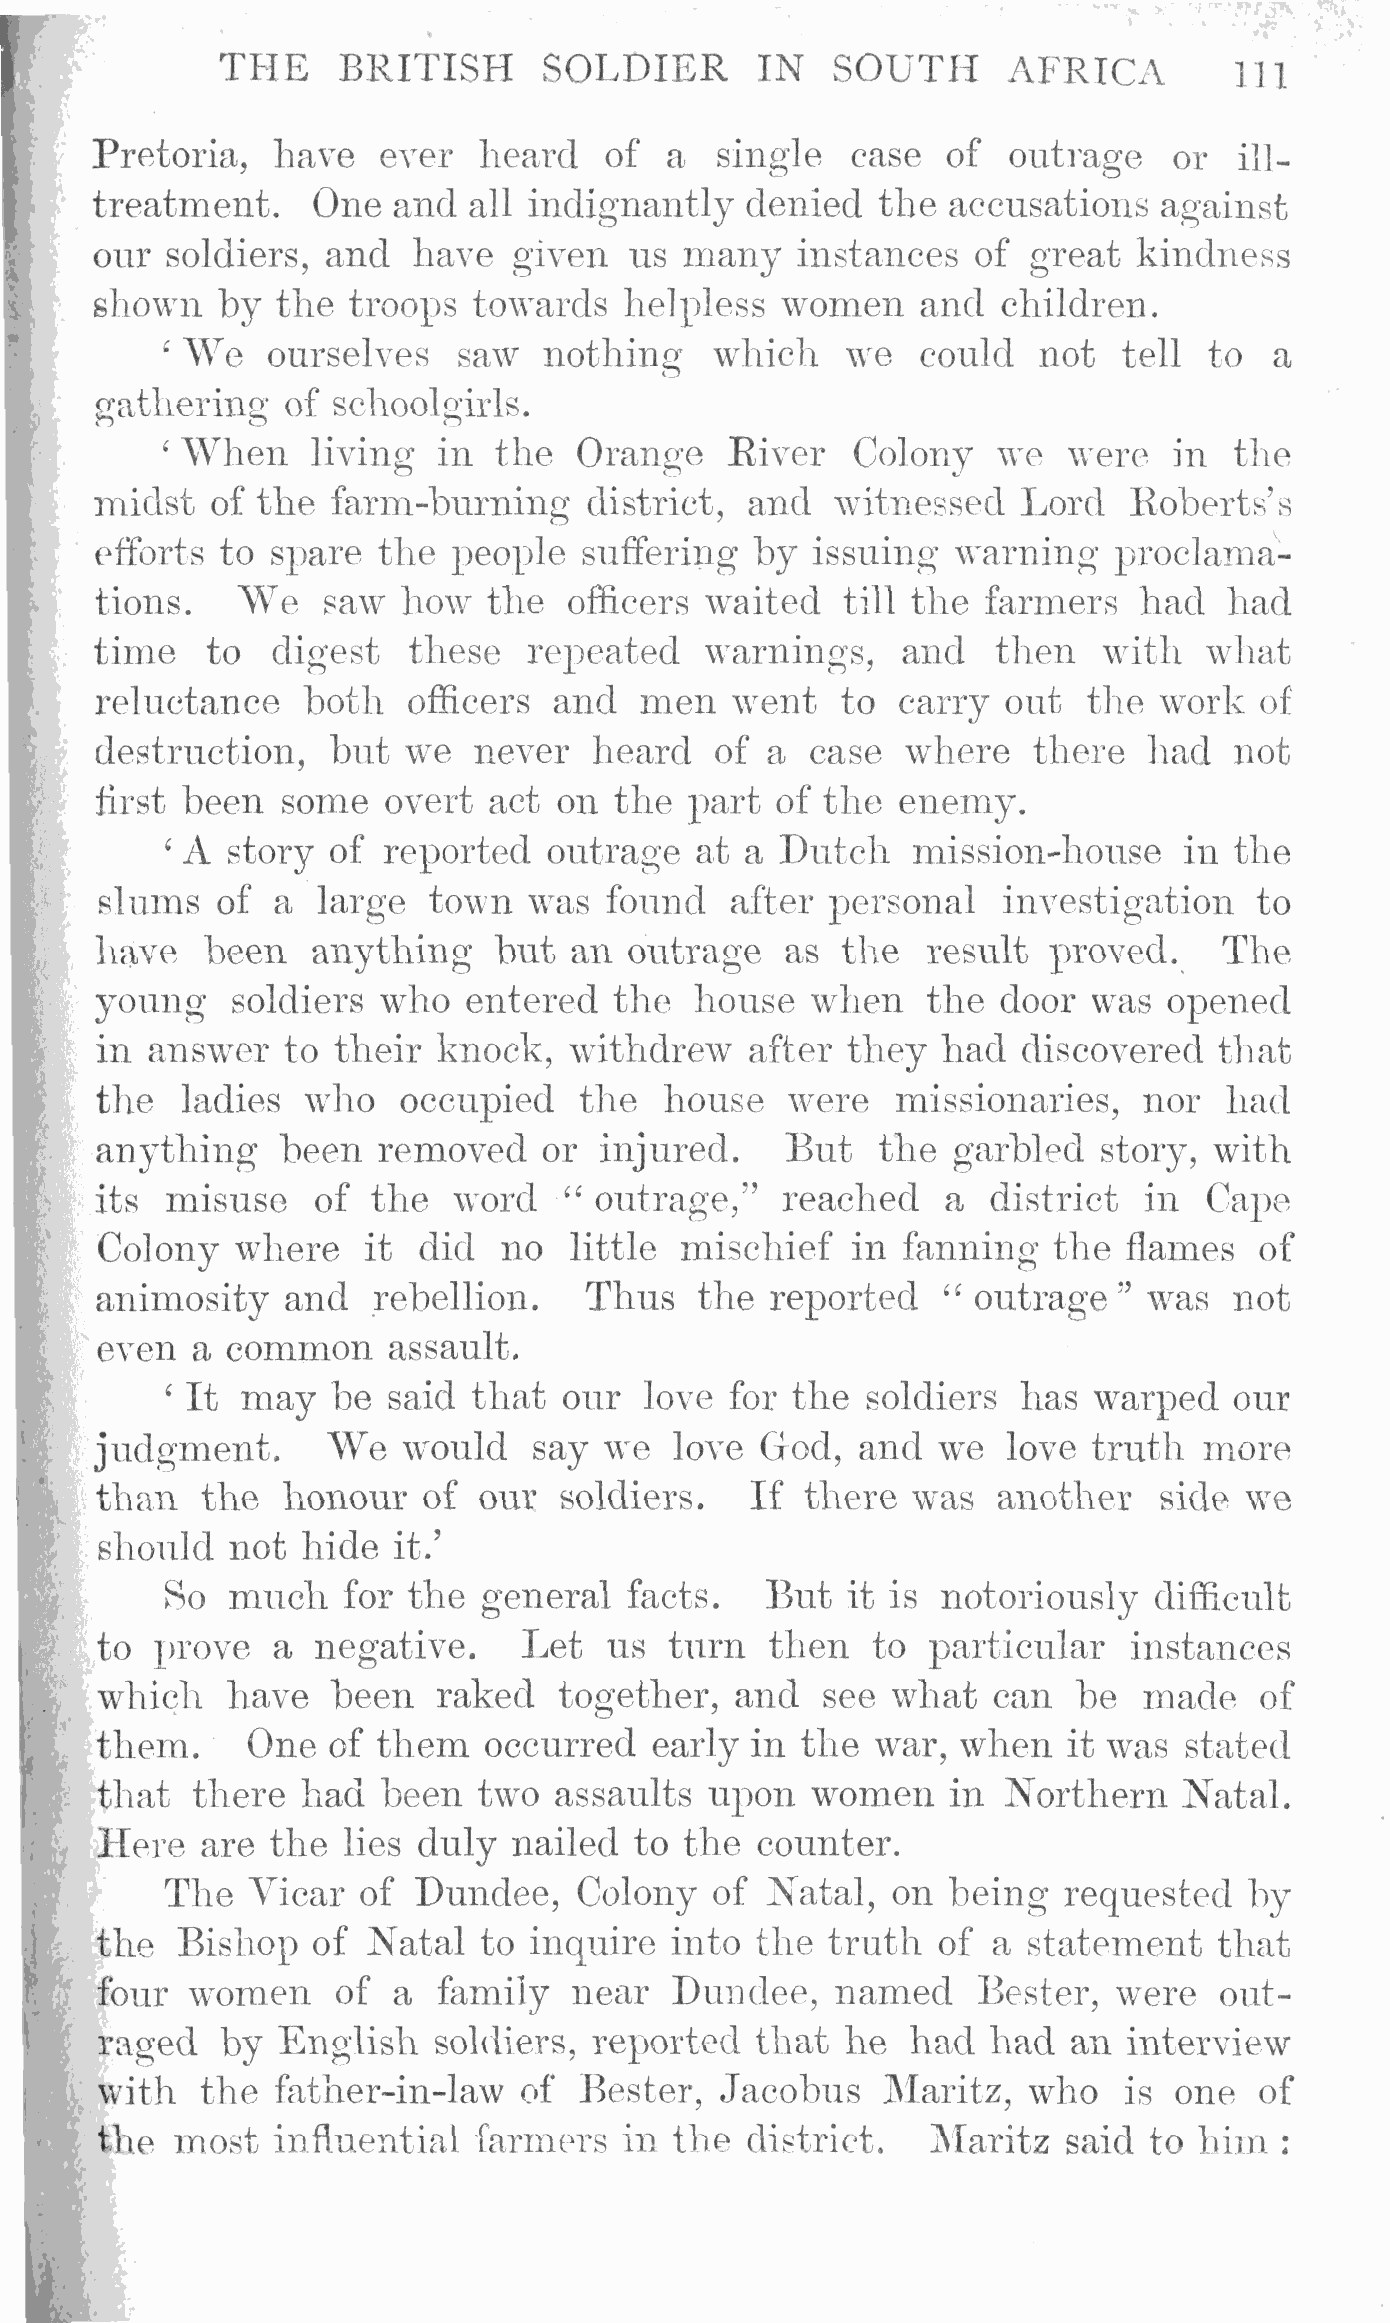 THE BRITISH SOLDIER IN SOUTH AFRICA 111
Pretoria, have ever heard of a single case of outrage or ill-
treatment. One and all indignantly denied the accusations against
our soldiers, and have given us many instances of great kindness
shown by the troops towards helpless women and children.
‘ We ourselves saw nothing which we could not tell to a
gathering of schoolgirls.
‘ When living in the Orange River Colony we were in the
midst of the farm-burning district, and witnessed Lord Roberts's
efforts to spare the people suffering by issuing warning proclama-
tions. We saw how the officers waited till the farmers had had
time to digest these repeated warnings, and then with what
reluctance both officers and men went to carry out the work of
destruction, but we never heard of a case where there had not
first been some overt act on the part of the enemy.
‘ A story of reported outrage at a Dutch mission-house in the
slums of a large town was found after personal investigation to
have been anything but an outrage as the result proved. The
young soldiers who entered the house when the door was opened
in answer to their knock, withdrew after they had discovered that
the ladies who occupied the house were missionaries, nor had
anything been removed or injured. But the garbled story, with
its misuse of the word “ outrage,” reached a district in Cape
Colony where it did no little mischief in fanning the flames of
animosity and rebellion. Thus the reported “ outrage ” was not
even a common assault.
‘ It may be said that our love for the soldiers has warped our
judgment. We would say we love God, and we love truth more
than the honour of our soldiers. If there was another side we
should not hide it.’
So much for the general facts. But it is notoriously difficult
to prove a negative. Let us turn then to particular instances
which have been raked together, and see what can be made of
them. One of them occurred early in the war, when it was stated
that there had been two assaults upon women in Northern Natal.
Here are the lies duly nailed to the counter.
The Vicar of Dundee, Colony of Natal, on being requested by
the Bishop of Natal to inquire into the truth of a statement that
four women of a family near Dundee, named Bester, were out-
raged by English soldiers, reported that he had had an interview
with the father-in-law of Bester, Jacobus Maritz, who is one of
the most influential farmers in the district. Maritz said to him :